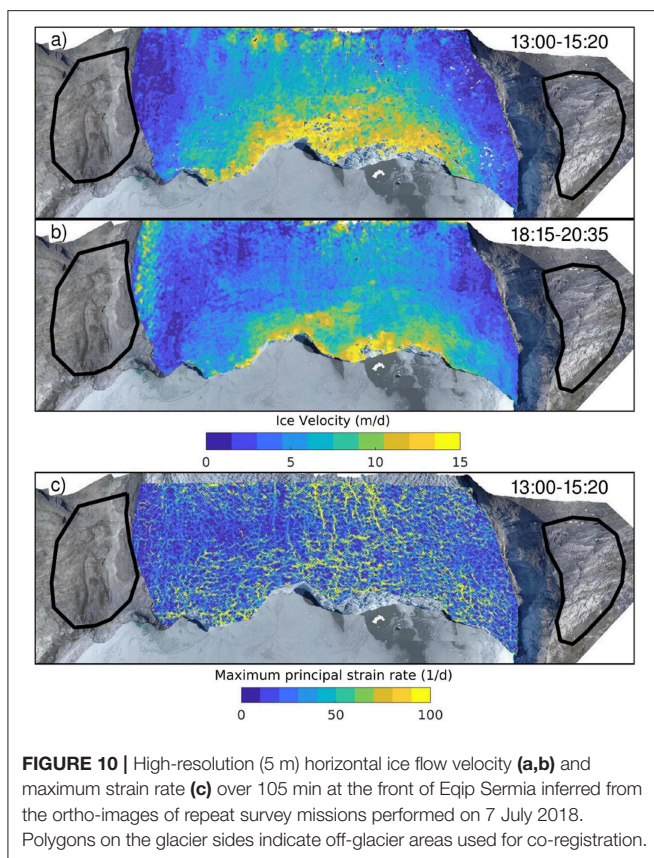 a)
13:00-15:20
b)
18:15-20:35
Ice Velocity (m/d)
0 5 10 15
c)
13:00-15:20
Maximum principal strain rate (1/d)
0 50 100
FIGURE 10 | High-resolution (5 m) horizontal ice flow velocity (a,b) and
maximum strain rate (c) over 105 min at the front of Eqip Sermia inferred from
the ortho-images of repeat survey missions performed on 7 July 2018.
Polygons on the glacier sides indicate off-glacier areas used for co-registration.